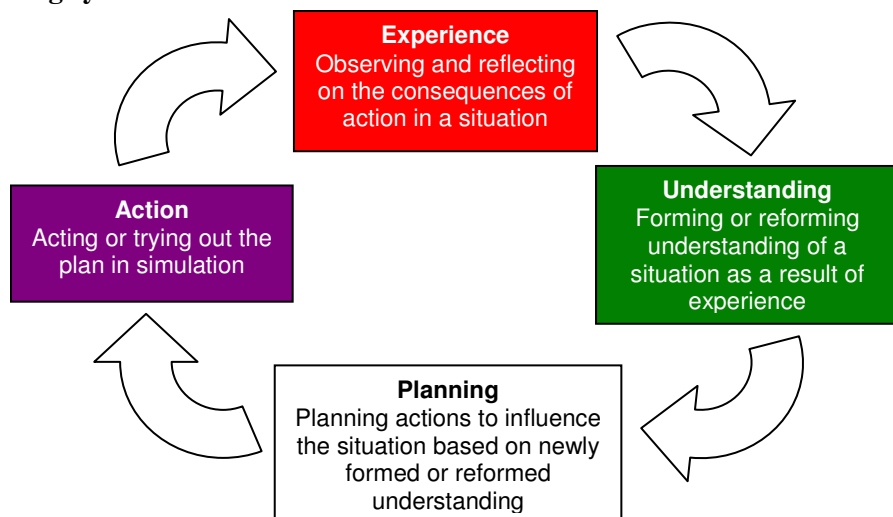 Experience
Observing and reflecting
on the consequences of
action in a situation
Understanding
Forming or reforming
understanding of a
situation as a result of
experience
Action
Acting or trying out the
plan in simulation
Planning
Planning actions to influence
the situation based on newly
formed or reformed
understanding